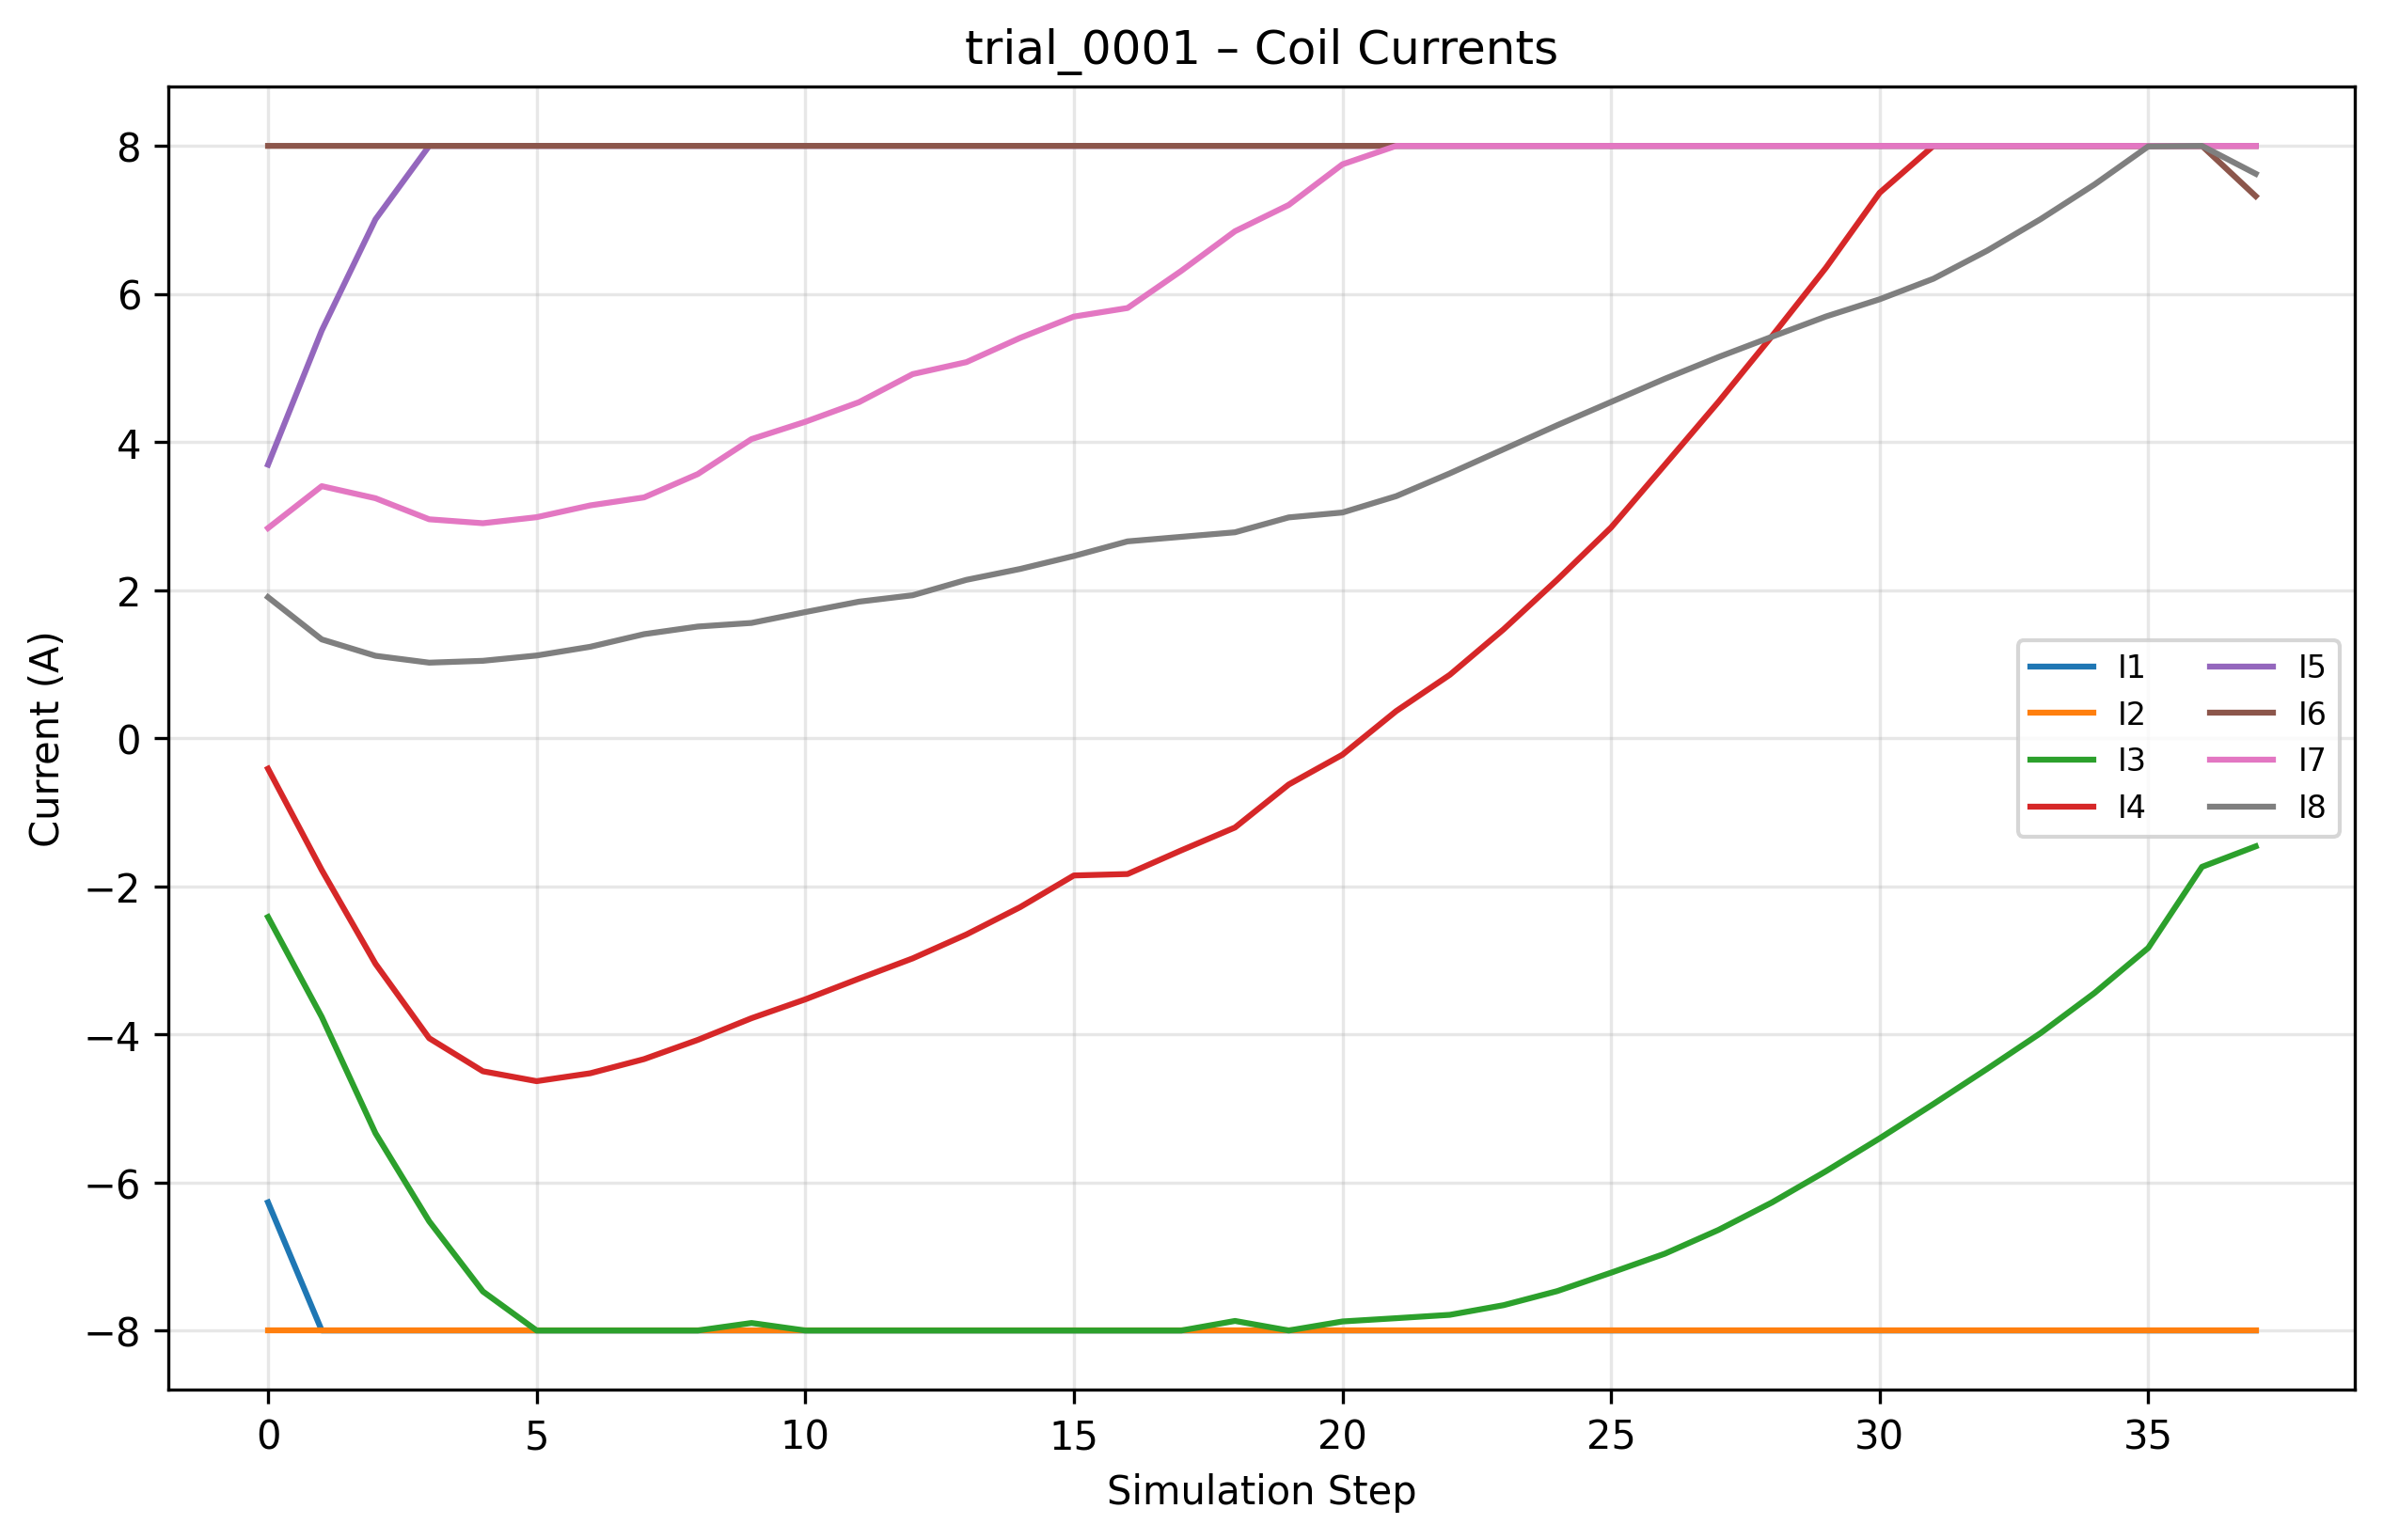 trial_0001 – Coil Currents
Current (A)
8
6
4
2
0
−2
−4
−6
−8
I1 I5
I2 I6
I3 I7
I4 I8
0 5 10 15 20 25 30 35
Simulation Step